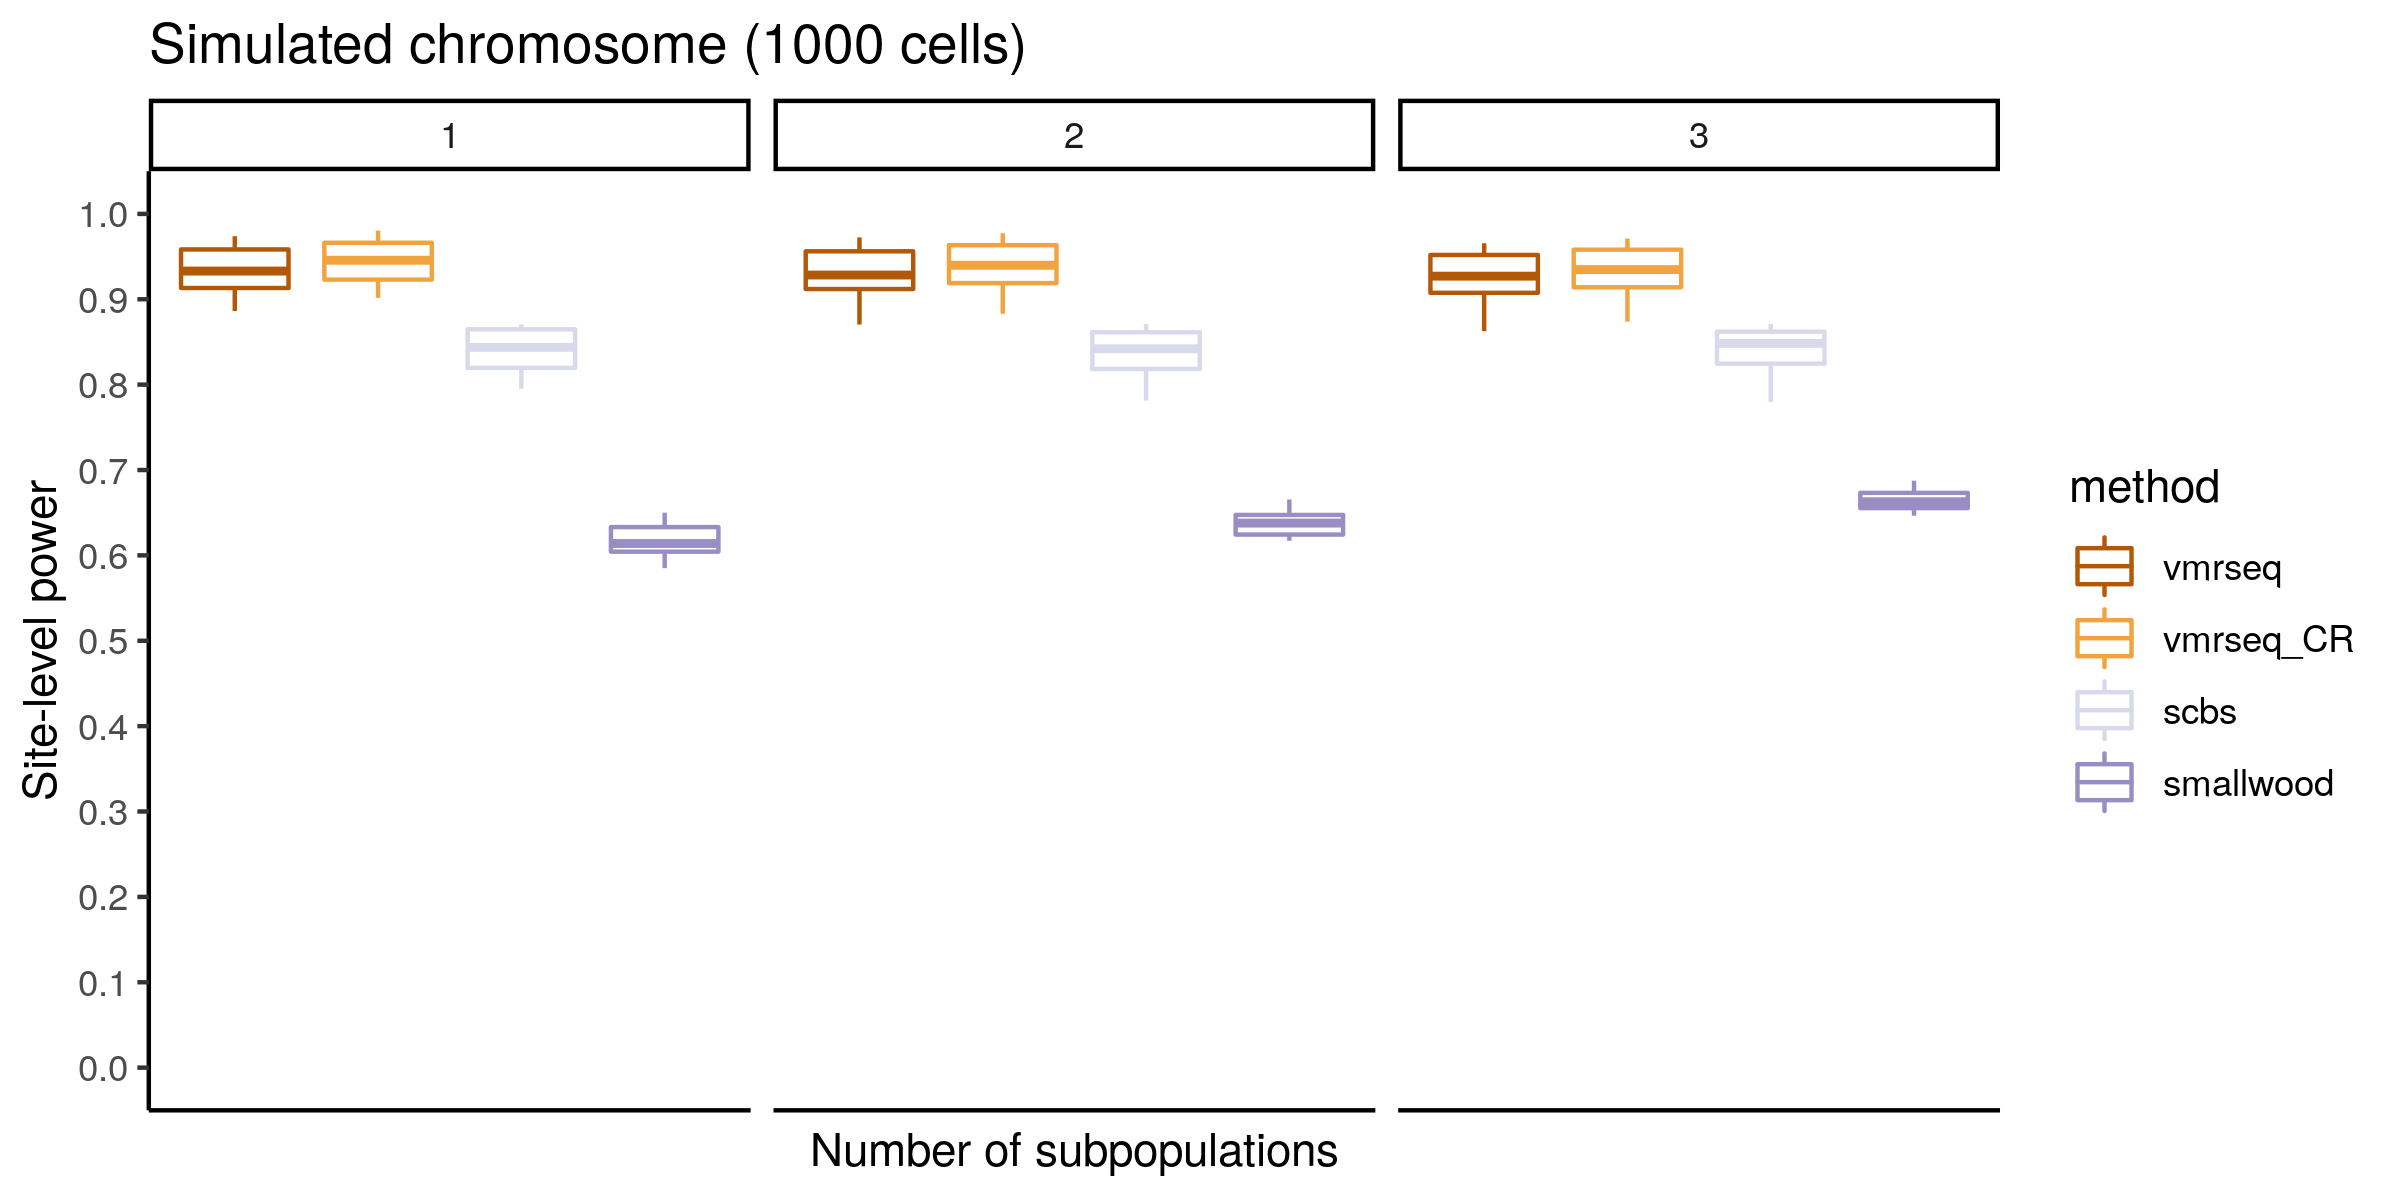 Simulated chromosome (1000 cells)
1
2
3
1.0
0.9
0.8
0.7
0.6
0.5
0.4
0.3
0.2
0.1
0.0
Site-level power
Number of subpopulations
method
vmrseq
vmrseq_CR
scbs
smallwood